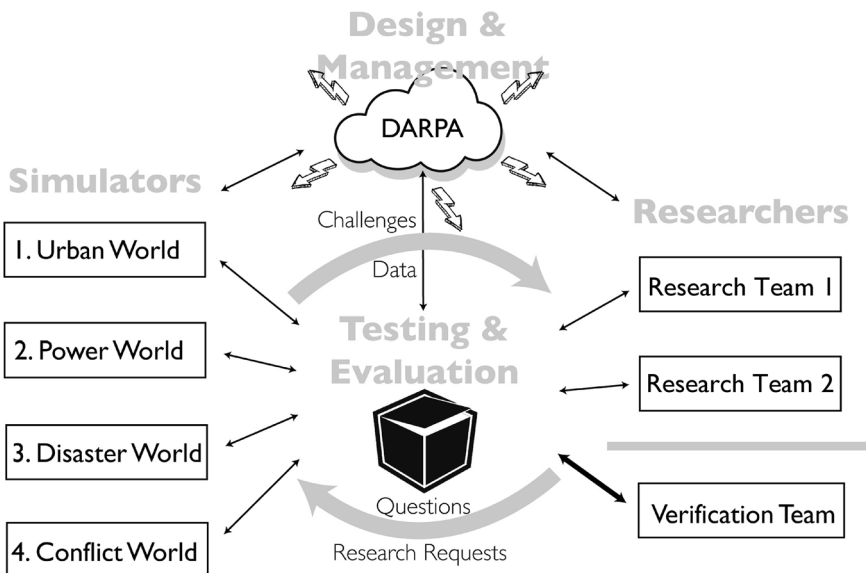 Design &
Management
DARPA
Simulators
1. Urban World
2. Power World
3. Disaster World
4. Conflict World
Challenges
Data
Testing &
Evaluation
Questions
Research Requests
Researchers
Research Team 1
Research Team 2
Verification Team